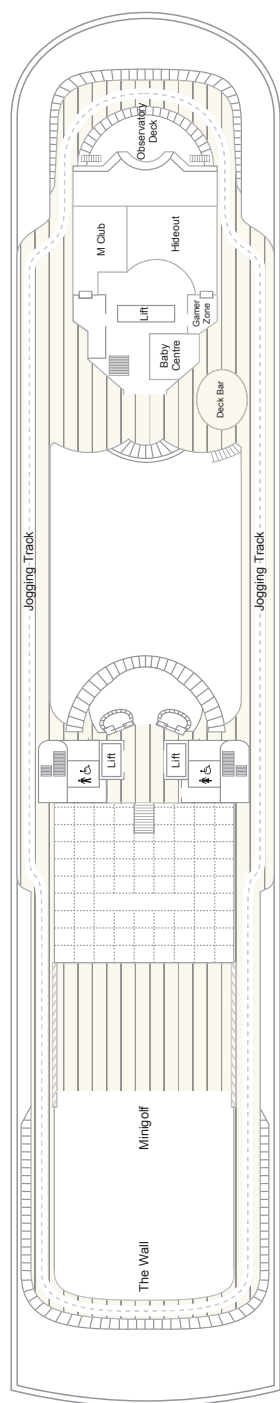 Observatory
Deck
M Club
Hideout
Lift
Gamer
Zone
Baby
Centre
Deck Bar
Jogging Track
Jogging Track
Lift
Lift
Minigolf
The Wall